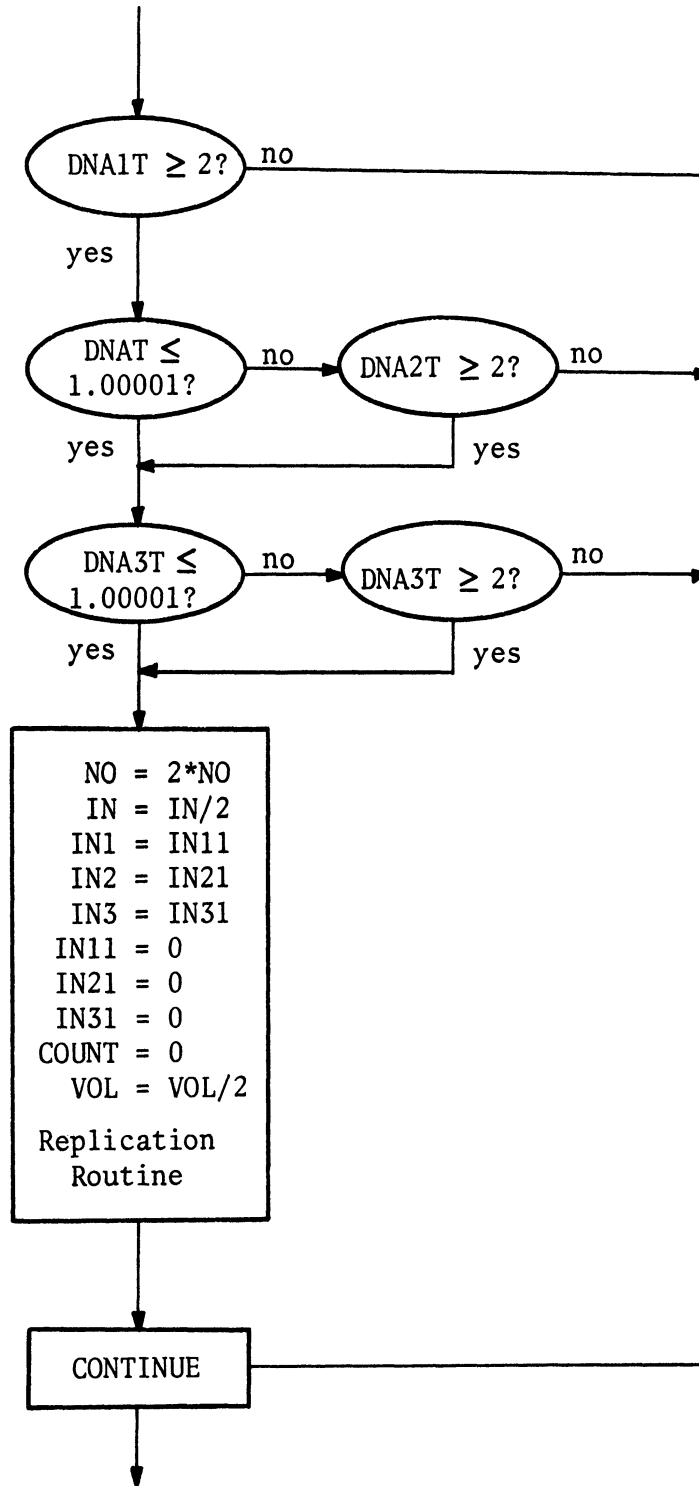 DNA1T ≥ 2?
no
yes
DNAT ≤
1.00001?
no
DNA2T ≥ 2?
no
yes
yes
DNA3T ≤
1.00001?
no
DNA3T ≥ 2?
no
yes
yes
NO = 2*NO
IN = IN/2
IN1 = IN11
IN2 = IN21
IN3 = IN31
IN11 = 0
IN21 = 0
IN31 = 0
COUNT = 0
VOL = VOL/2
Replication
Routine
CONTINUE